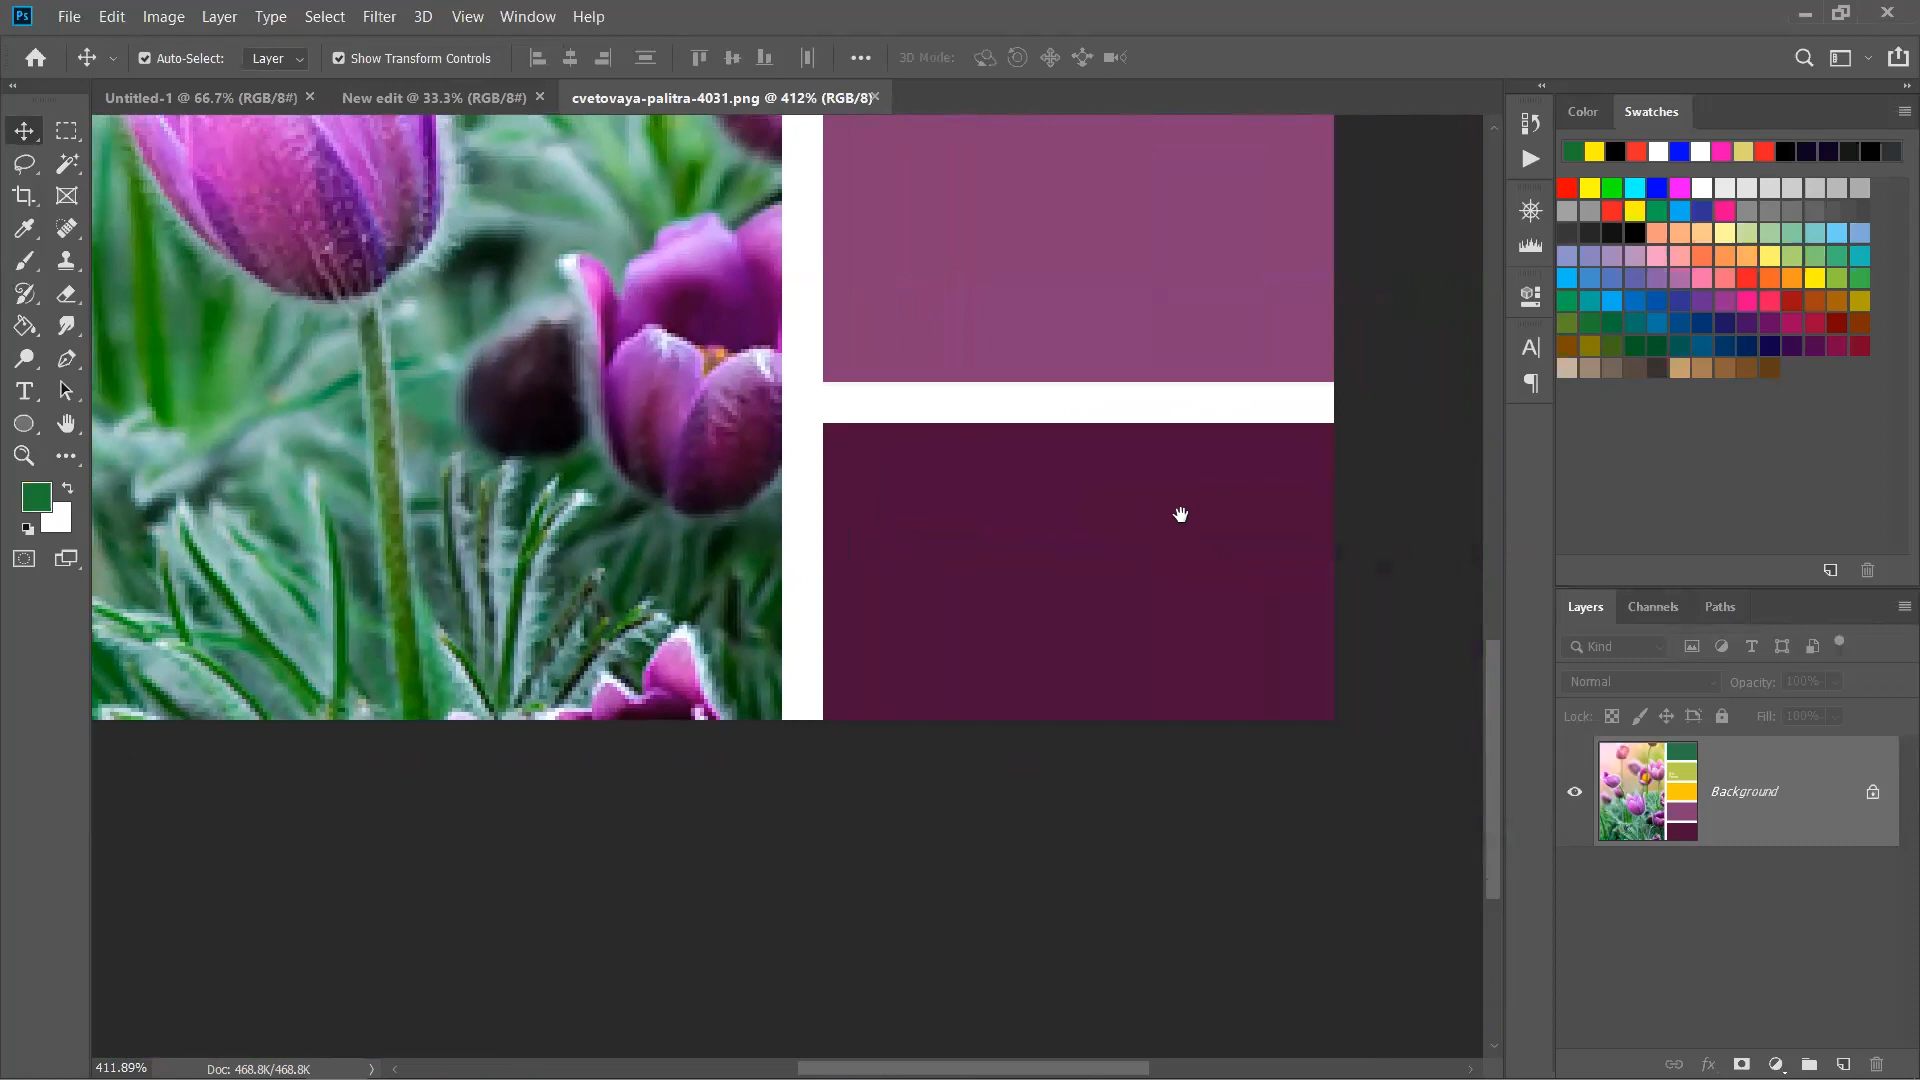 Ps File Edit Image Layer Type Select Filter 3D View Window Help
Auto-Select: Layer Show Transform Controls 3D Mode:
Untitled-1 @ 66.7% (RGB/8#) New edit @ 33.3% (RGB/8#) cvetovaya-palitra-4031.png @ 412% (RGB/8)
Color Swatches
Layers Channels Paths
Kind
Normal Opacity: 100%
Lock: Fill: 100%
Background
fx
411.89% Doc: 468.8K/468.8K